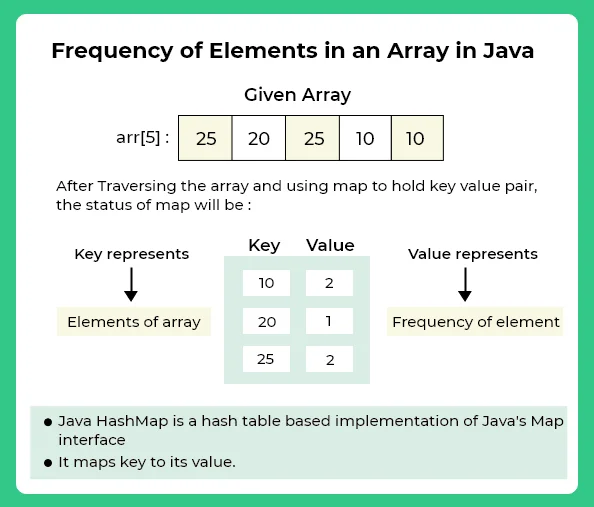 Frequency of Elements in an Array in Java
Given Array
arr[5] : 25 20 25 10 10
After Traversing the array and using map to hold key value pair,
the status of map will be :
Key Value
Key represents
Value represents
10 2
Elements of array
20 1
Frequency of element
25 2
● Java HashMap is a hash table based implementation of Java's Map
interface
● It maps key to its value.